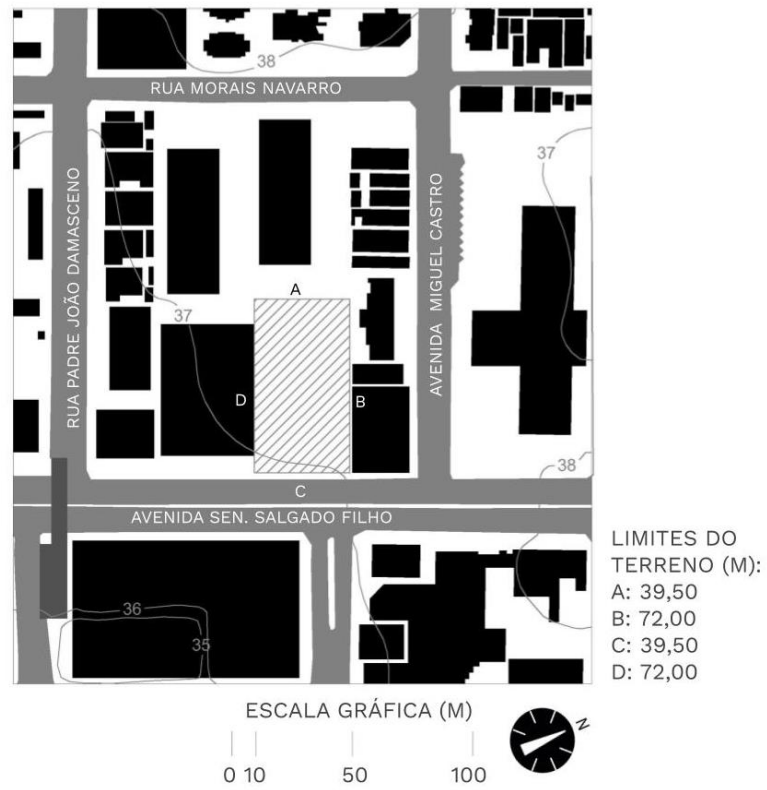 38
RUA MORAIS NAVARRO
37
RUA PADRE JOÃO DAMASCENO
AVENIDA MIGUEL CASTRO
A
37
D
B
38
C
AVENIDA SEN. SALGADO FILHO
36
35
LIMITES DO
TERRENO (M):
A: 39,50
B: 72,00
C: 39,50
D: 72,00
ESCALA GRÁFICA (M)
0 10 50 100
N